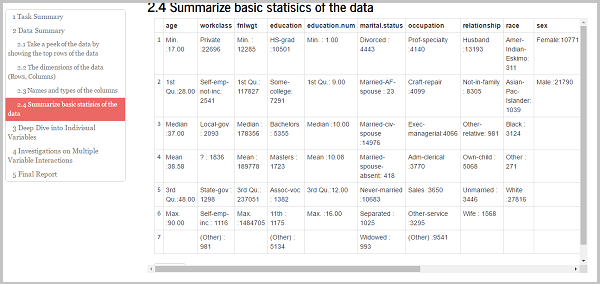 1 Task Summary
2 Data Summary
2.1 Take a peek of the data by
showing the top rows of the data
2.2 The dimensions of the data
(Rows, Columns)
2.3 Names and types of the columns
2.4 Summarize basic statistics of the
data
3 Deep Dive into Indivisual
Variables
4 Investigations on Multiple
Variable Interactions
5 Final Report
2.4 Summarize basic statisics of the data
age workclass fnlwgt education education.num marital.status occupation relationship race sex
1 Min. :17.00 Private :22696 Min. : 12285 HS-grad :10501 Min. : 1.00 Divorced : 4443 Prof-specialty :4140 Husband :13193 Amer-Indian-Eskimo: 311 Female:10771
2 1st Qu.:28.00 Self-emp-not-inc: 2541 1st Qu.: 117827 Some-college: 7291 1st Qu.: 9.00 Married-AF-spouse : 23 Craft-repair :4099 Not-in-family : 8305 Asian-Pac-Islander: 1039 Male :21790
3 Median :37.00 Local-gov : 2093 Median : 178356 Bachelors : 5355 Median :10.00 Married-civ-spouse :14976 Exec-managerial:4066 Other-relative: 981 Black : 3124
4 Mean :38.58 ? : 1836 Mean : 189778 Masters : 1723 Mean :10.08 Married-spouse-absent: 418 Adm-clerical :3770 Own-child : 5068 Other : 271
5 3rd Qu.:48.00 State-gov : 1298 3rd Qu.: 237051 Assoc-voc : 1382 3rd Qu.:12.00 Never-married :10683 Sales :3650 Unmarried : 3446 White :27816
6 Max. :90.00 Self-emp-inc : 1116 Max. :1484705 11th : 1175 Max. :16.00 Separated : 1025 Other-service :3295 Wife : 1568
7 (Other) : 981 (Other) : 5134 Widowed : 993 (Other) :9541